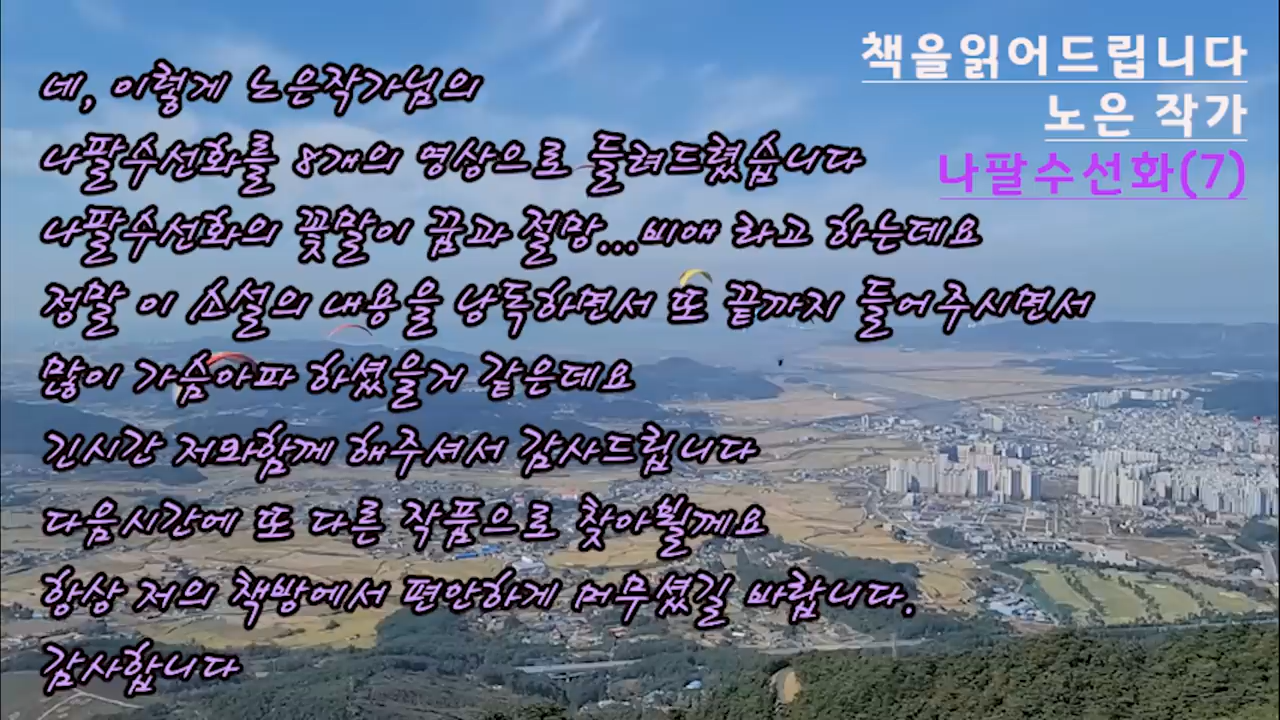 책을읽어드립니다
노은 작가
나팔수선화(7)
네, 이렇게 노은작가님의
나팔수선화를 8개의 영상으로 들려드렸습니다
나팔수선화의 꽃말이 꿈과 절망...비애 라고 하는데요
정말 이 소설의 내용을 낭독하면서 또 끝까지 들어주시면서
많이 가슴아파 하셨을거 같은데요
긴시간 저와함께 해주셔서 감사드립니다
다음시간에 또 다른 작품으로 찾아뵐께요
항상 저의 책방에서 편안하게 머무셨길 바랍니다.
감사합니다